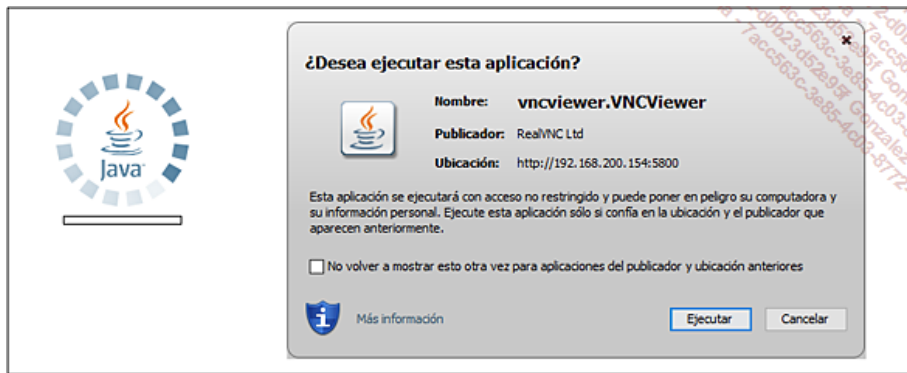 Java
¿Desea ejecutar esta aplicación?
Nombre: vncviewer.VNCViewer
Publicador: RealVNC Ltd
Ubicación: http://192.168.200.154:5800
Esta aplicación se ejecutará con acceso no restringido y puede poner en peligro su computadora y
su información personal. Ejecute esta aplicación sólo si confía en la ubicación y el publicador que
aparecen anteriormente.
No volver a mostrar esto otra vez para aplicaciones del publicador y ubicación anteriores
Más información
Ejecutar
Cancelar